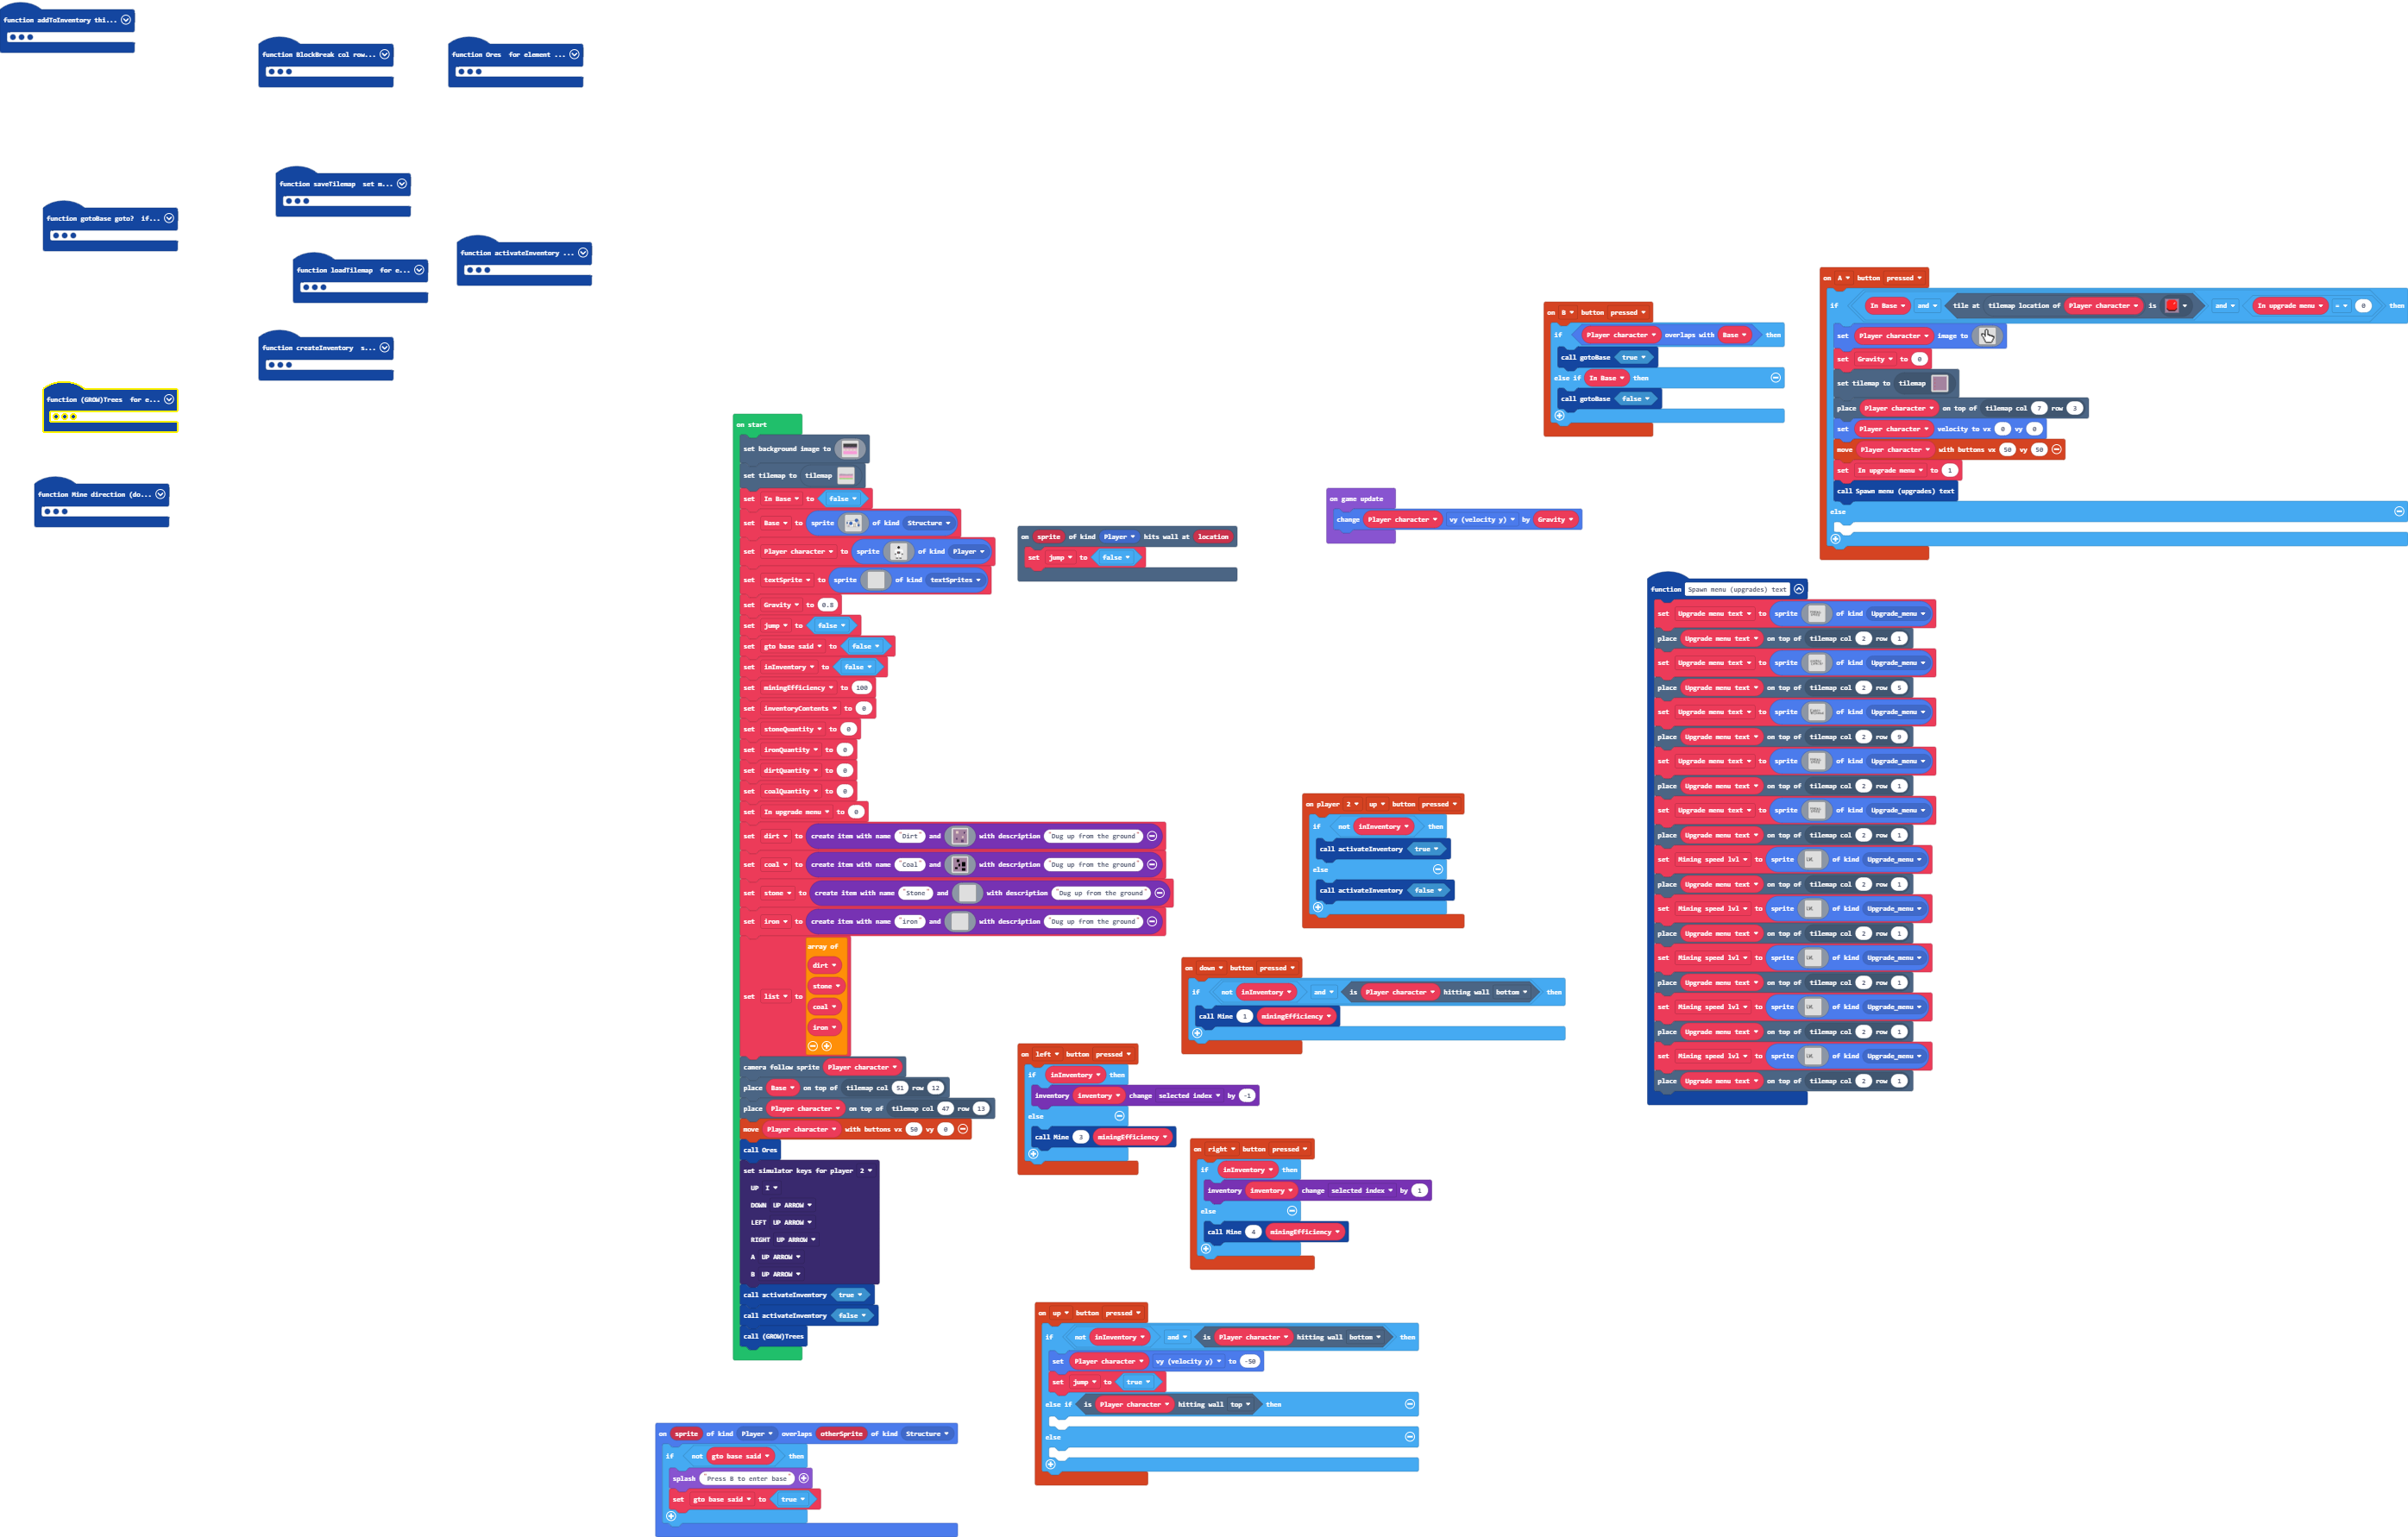 function addToInventory thi...
function BlockBreak col row...
function Ores for element ...
function saveTilemap set m...
function gotoBase goto? if...
function activateInventory ...
function loadTilemap for e...
function createInventory s...
function (GROW)Trees for e...
function Mine direction (do...
on start
set background image to
set tilemap to tilemap
set In Base to false
set Base to sprite of kind Structure
set Player character to sprite of kind Player
set textSprite to sprite of kind textSprites
set Gravity to 0.8
set jump to false
set gto base said to false
set inInventory to false
set miningEfficiency to 100
set inventoryContents to 0
set stoneQuantity to 0
set ironQuantity to 0
set dirtQuantity to 0
set coalQuantity to 0
set In upgrade menu to 0
set dirt to create item with name "Dirt" and with description "Dug up from the ground"
set coal to create item with name "Coal" and with description "Dug up from the ground"
set stone to create item with name "Stone" and with description "Dug up from the ground"
set iron to create item with name "iron" and with description "Dug up from the ground"
set list to array of
dirt
stone
coal
iron
camera follow sprite Player character
place Base on top of tilemap col 51 row 12
place Player character on top of tilemap col 47 row 13
move Player character with buttons vx 50 vy 0
call Ores
set simulator keys for player 2
UP I
DOWN UP ARROW
LEFT UP ARROW
RIGHT UP ARROW
A UP ARROW
B UP ARROW
call activateInventory true
call activateInventory false
call (GROW)Trees
on sprite of kind Player overlaps otherSprite of kind Structure
if not gto base said then
splash "Press B to enter base"
set gto base said to true
on sprite of kind Player hits wall at location
set jump to false
on game update
change Player character vy (velocity y) by Gravity
on B button pressed
if Player character overlaps with Base then
call gotoBase true
else if In Base then
call gotoBase false
on A button pressed
if In Base and tile at tilemap location of Player character is and In upgrade menu = 0 then
set Player character image to
set Gravity to 0
set tilemap to tilemap
place Player character on top of tilemap col 7 row 3
set Player character velocity to vx 0 vy 0
move Player character with buttons vx 50 vy 50
set In upgrade menu to 1
call Spawn menu (upgrades) text
else
function Spawn menu (upgrades) text
set Upgrade menu text to sprite of kind Upgrade_menu
place Upgrade menu text on top of tilemap col 2 row 1
set Upgrade menu text to sprite of kind Upgrade_menu
place Upgrade menu text on top of tilemap col 2 row 5
set Upgrade menu text to sprite of kind Upgrade_menu
place Upgrade menu text on top of tilemap col 2 row 9
set Upgrade menu text to sprite of kind Upgrade_menu
place Upgrade menu text on top of tilemap col 2 row 1
set Upgrade menu text to sprite of kind Upgrade_menu
place Upgrade menu text on top of tilemap col 2 row 1
set Mining speed lvl to sprite of kind Upgrade_menu
place Upgrade menu text on top of tilemap col 2 row 1
set Mining speed lvl to sprite of kind Upgrade_menu
place Upgrade menu text on top of tilemap col 2 row 1
set Mining speed lvl to sprite of kind Upgrade_menu
place Upgrade menu text on top of tilemap col 2 row 1
set Mining speed lvl to sprite of kind Upgrade_menu
place Upgrade menu text on top of tilemap col 2 row 1
set Mining speed lvl to sprite of kind Upgrade_menu
place Upgrade menu text on top of tilemap col 2 row 1
on player 2 up button pressed
if not inInventory then
call activateInventory true
else
call activateInventory false
on down button pressed
if not inInventory and is Player character hitting wall bottom then
call Mine 1 miningEfficiency
on left button pressed
if inInventory then
inventory inventory change selected index by -1
else
call Mine 3 miningEfficiency
on right button pressed
if inInventory then
inventory inventory change selected index by 1
else
call Mine 4 miningEfficiency
on up button pressed
if not inInventory and is Player character hitting wall bottom then
set Player character vy (velocity y) to -50
set jump to true
else if is Player character hitting wall top then
else